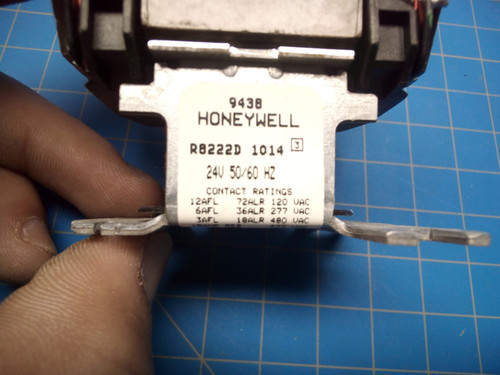 9438
HONEYWELL
R8222D 1014 3
24V 50/60 HZ
CONTACT RATINGS
12AFL 72ALR 120 VAC
6AFL 36ALR 277 VAC
3AFL 18ALR 480 VAC